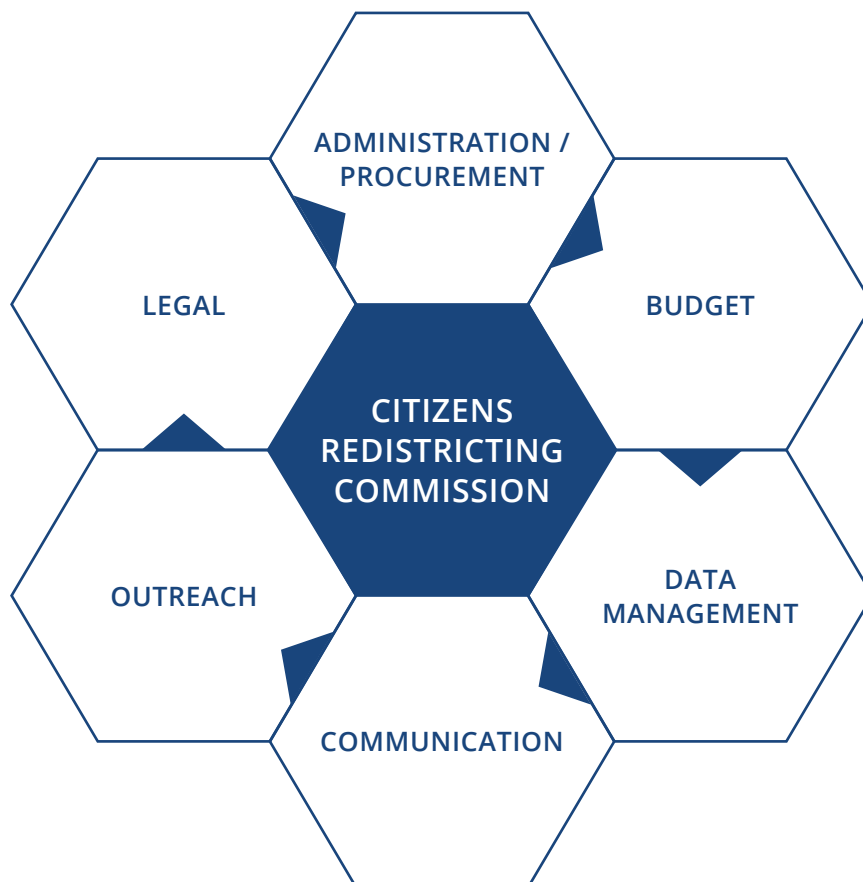 ADMINISTRATION /
PROCUREMENT
LEGAL
BUDGET
CITIZENS
REDISTRICTING
COMMISSION
OUTREACH
DATA
MANAGEMENT
COMMUNICATION